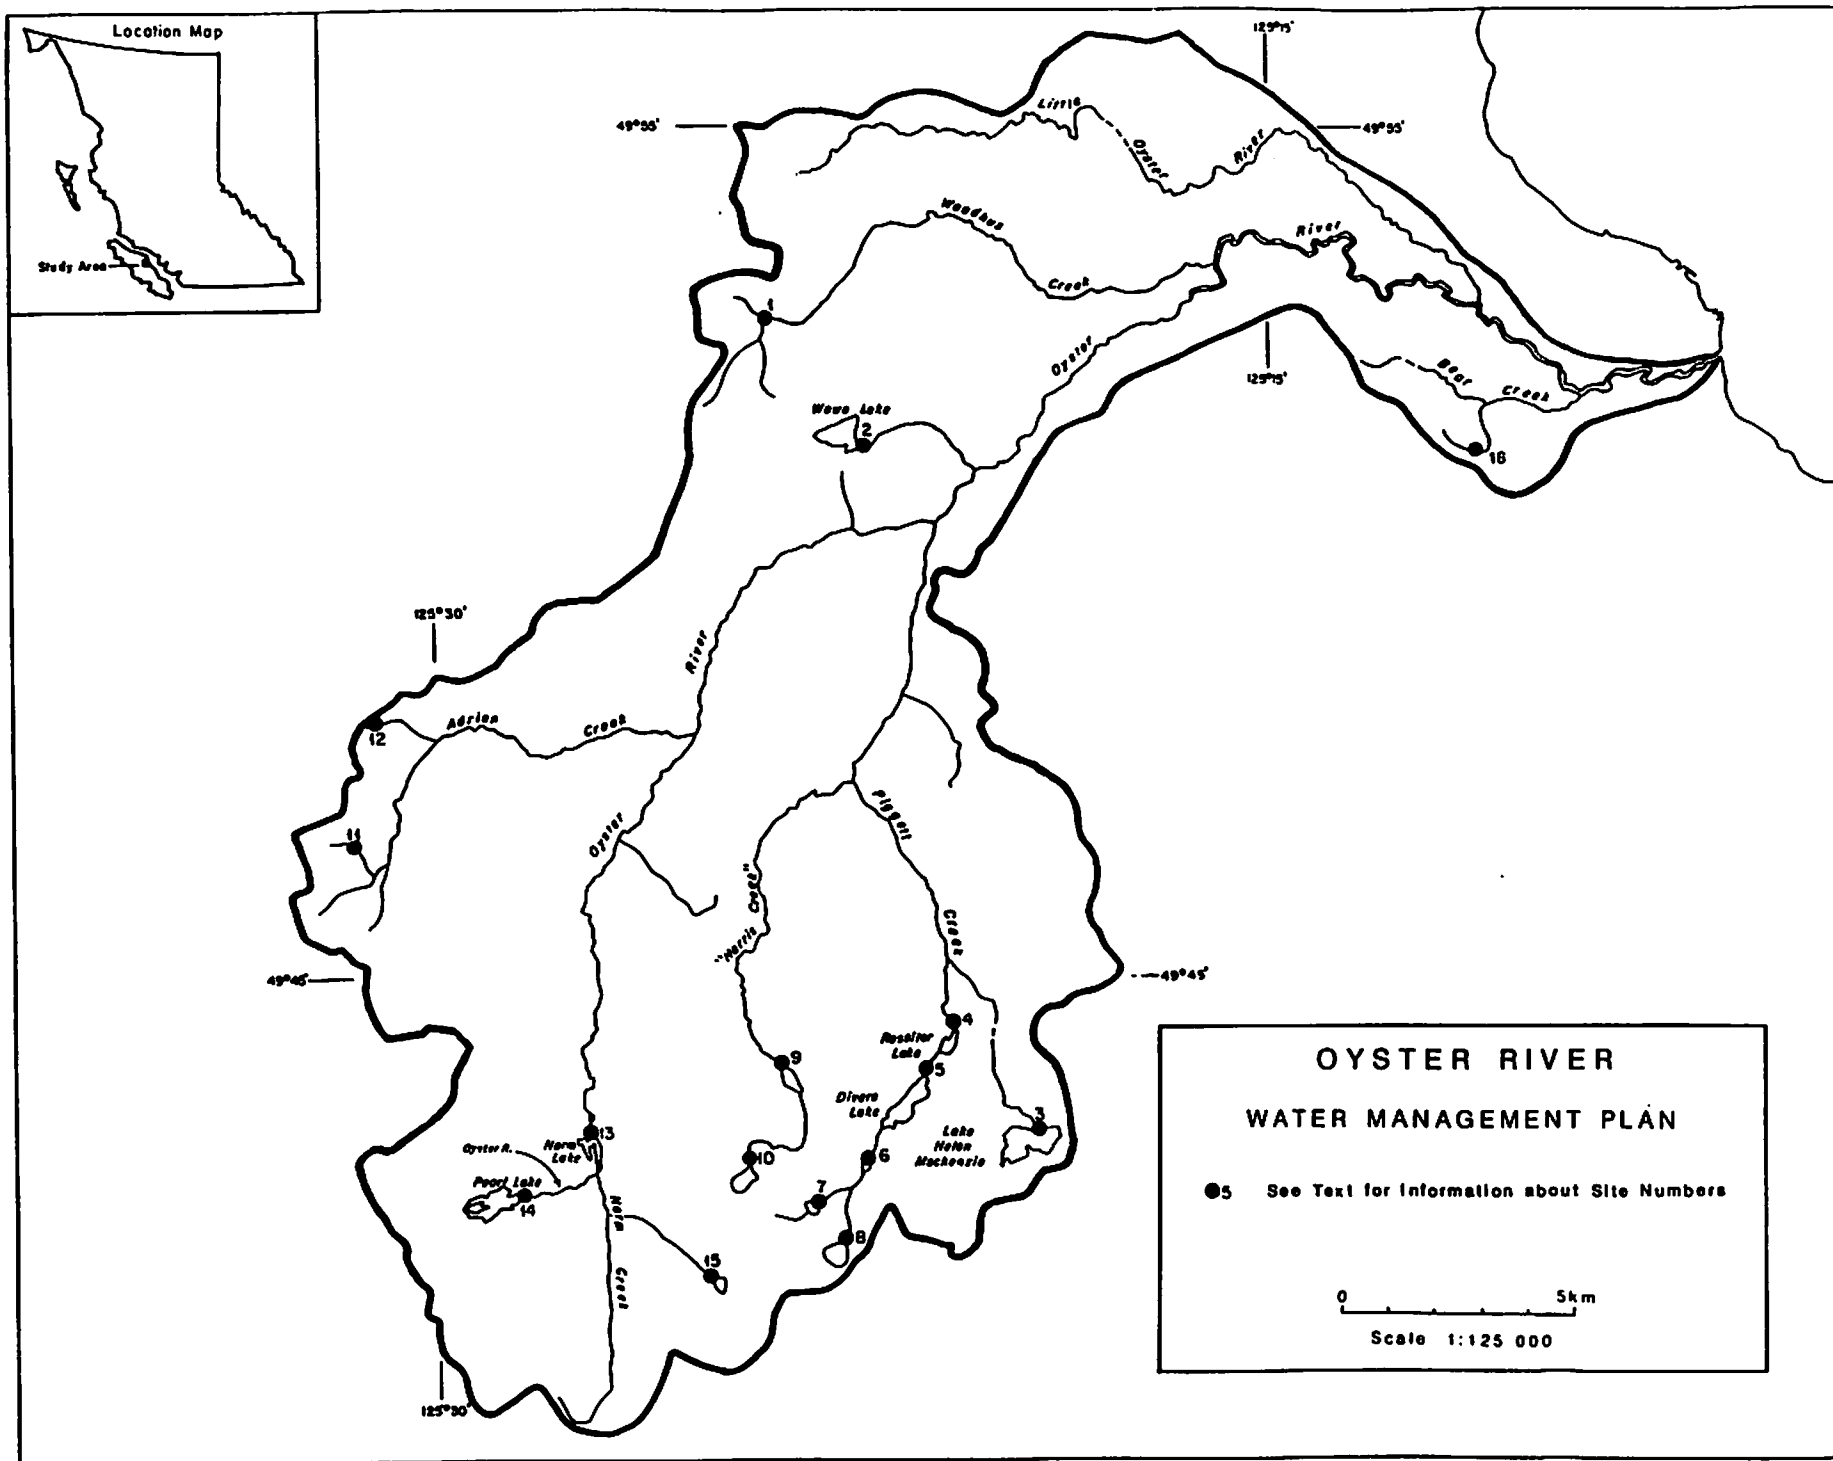 Location Map
Study Area
125°15'
49°55'
49°55'
Little
Oyster
River
Woodhus
Creek
River
Oyster
125°15'
Bear
Creek
1
Wowo Lake
2
16
125°30'
River
Adrian
Creek
12
11
Oyster
Piggott
Creek
"Norris Creek"
49°45'
49°45'
4
Rossiter
Lake
5
9
Divers
Lake
3
Lake
Helen
Mackenzie
13
Norm
Lake
Oyster R.
Pearl Lake
14
10
6
7
8
Norm
Creek
15
125°30'
OYSTER RIVER
WATER MANAGEMENT PLAN
5 See Text for Information about Site Numbers
0 5km
Scale 1:125 000